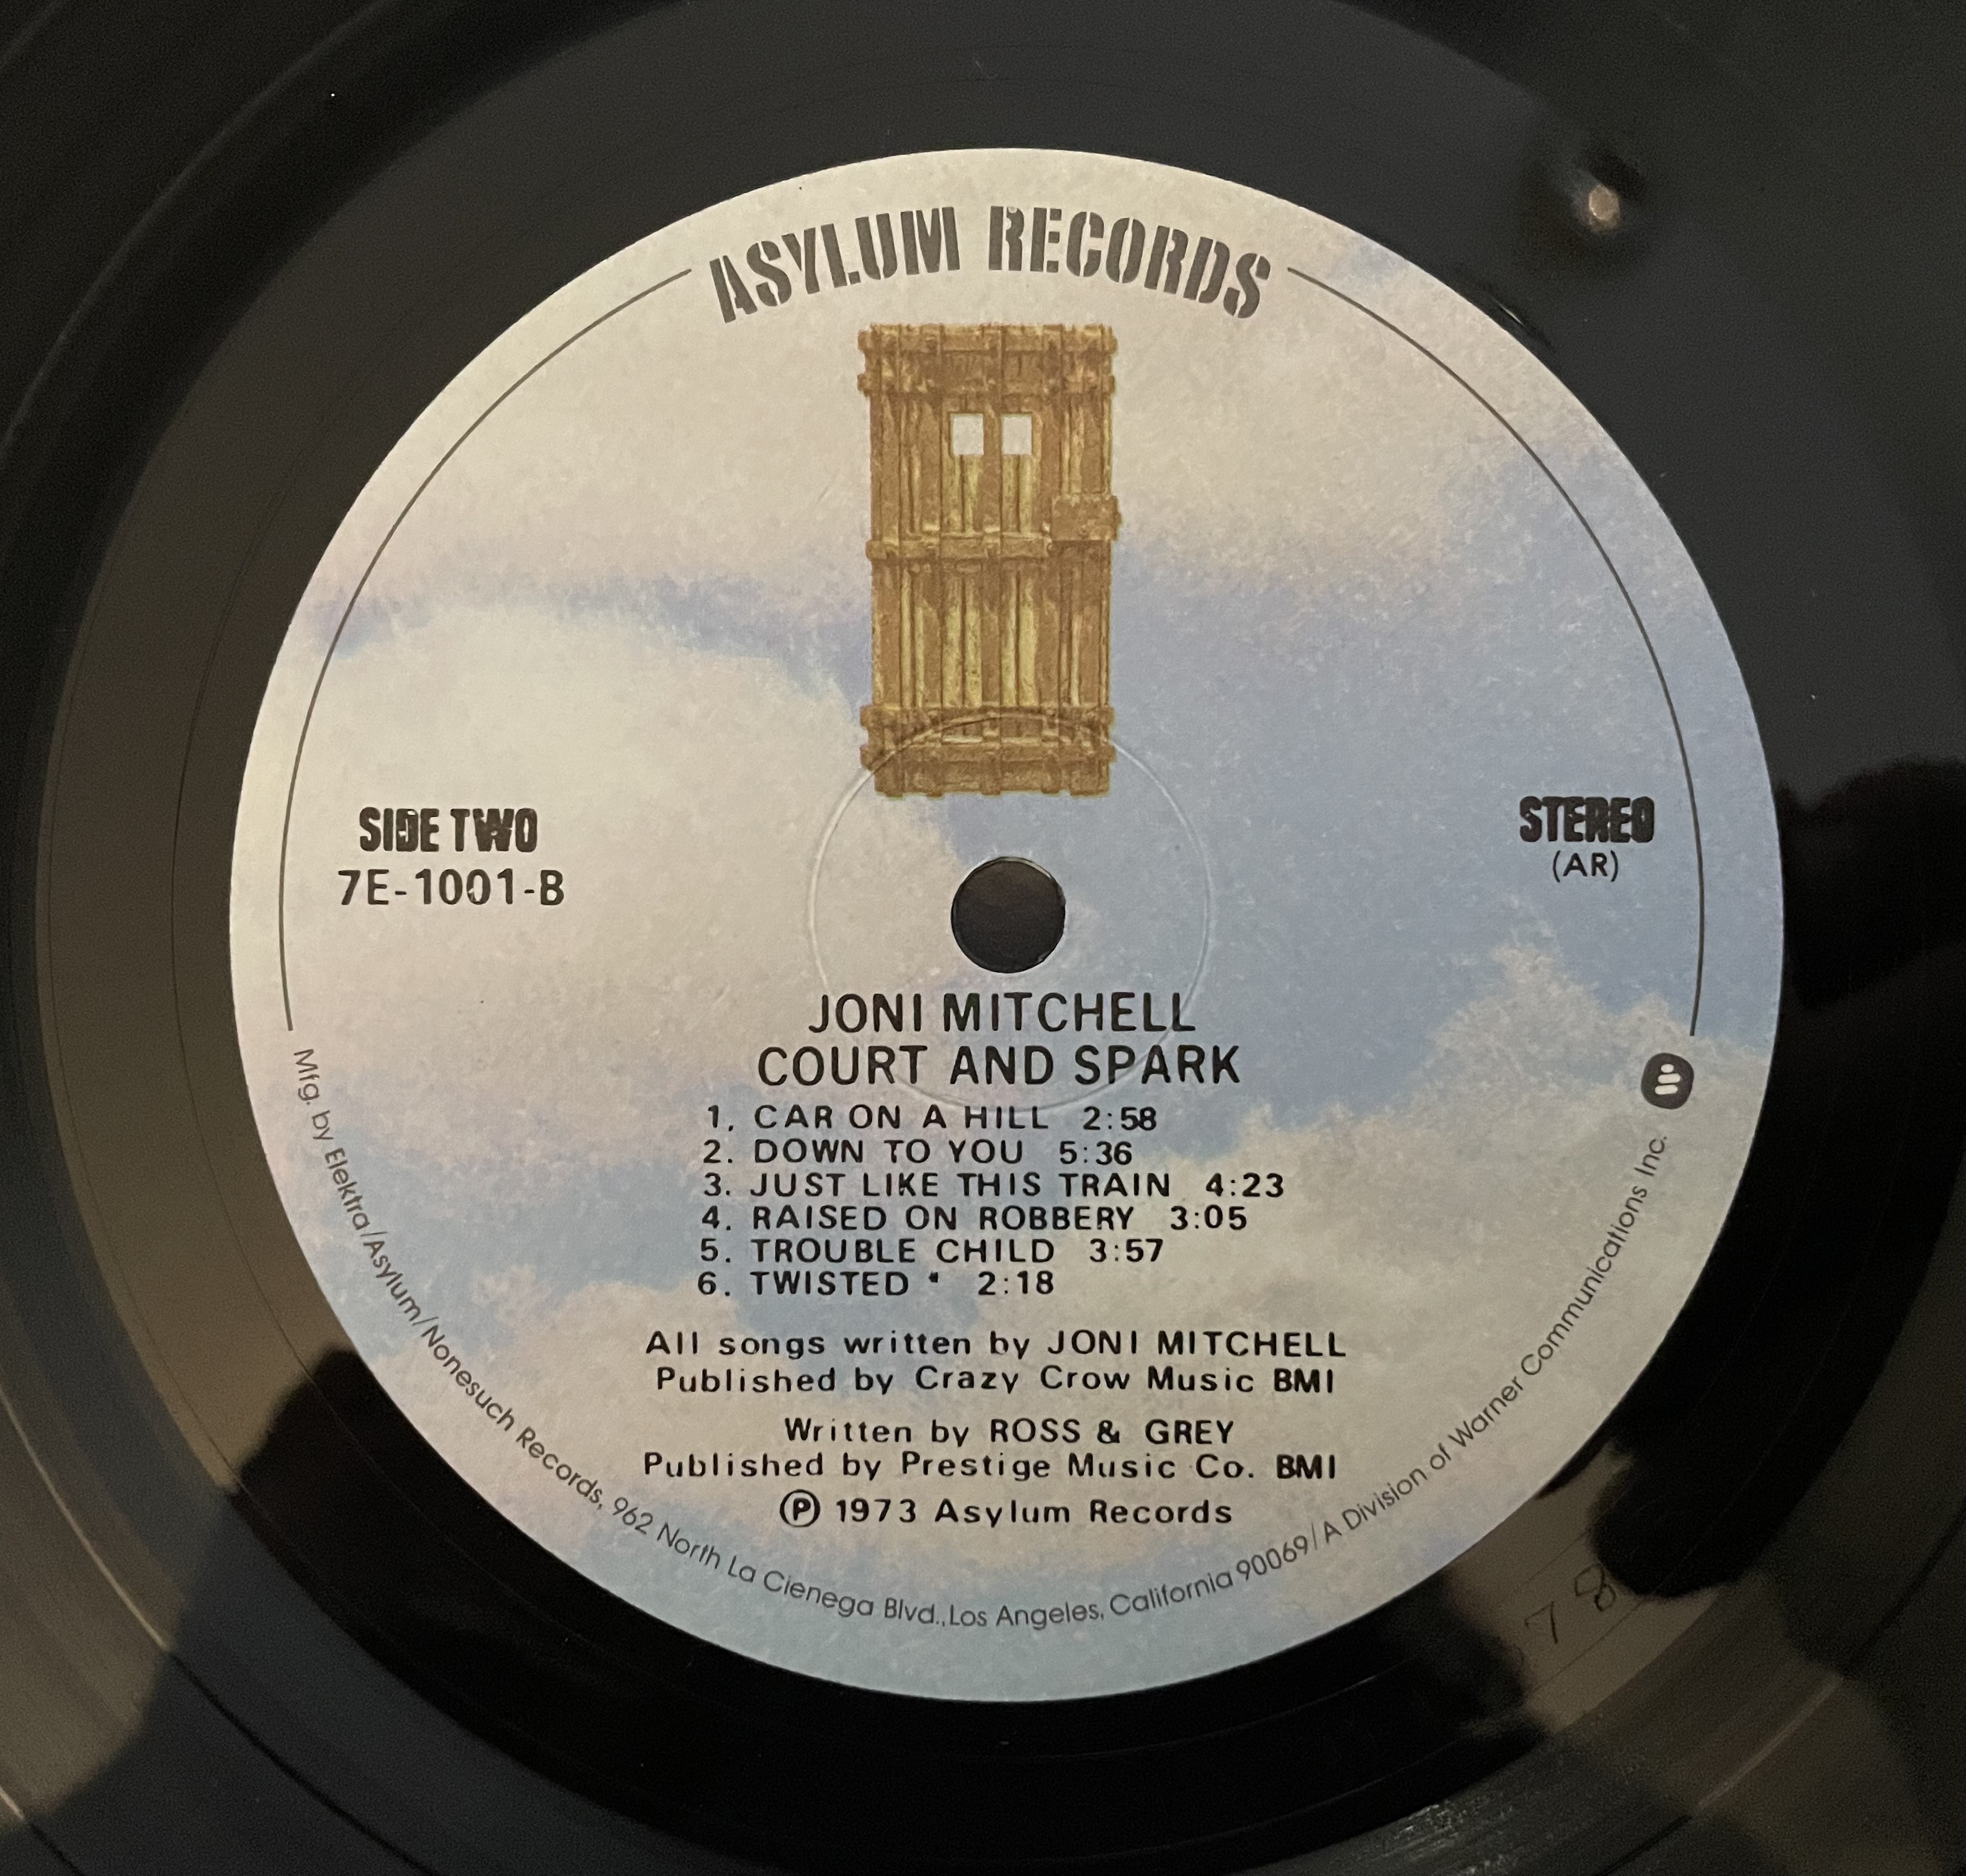 ASYLUM RECORDS
SIDE TWO
7E-1001-B
STEREO
(AR)
JONI MITCHELL
COURT AND SPARK
1. CAR ON A HILL 2:58
2. DOWN TO YOU 5:36
3. JUST LIKE THIS TRAIN 4:23
4. RAISED ON ROBBERY 3:05
5. TROUBLE CHILD 3:57
6. TWISTED * 2:18
All songs written by JONI MITCHELL
Published by Crazy Crow Music BMI
Written by ROSS & GREY
Published by Prestige Music Co. BMI
Ⓟ 1973 Asylum Records
Mfg. by Elektra/Asylum/Nonesuch Records, 962 North La Cienega Blvd., Los Angeles, California 90069/A Division of Warner Communications Inc.
78